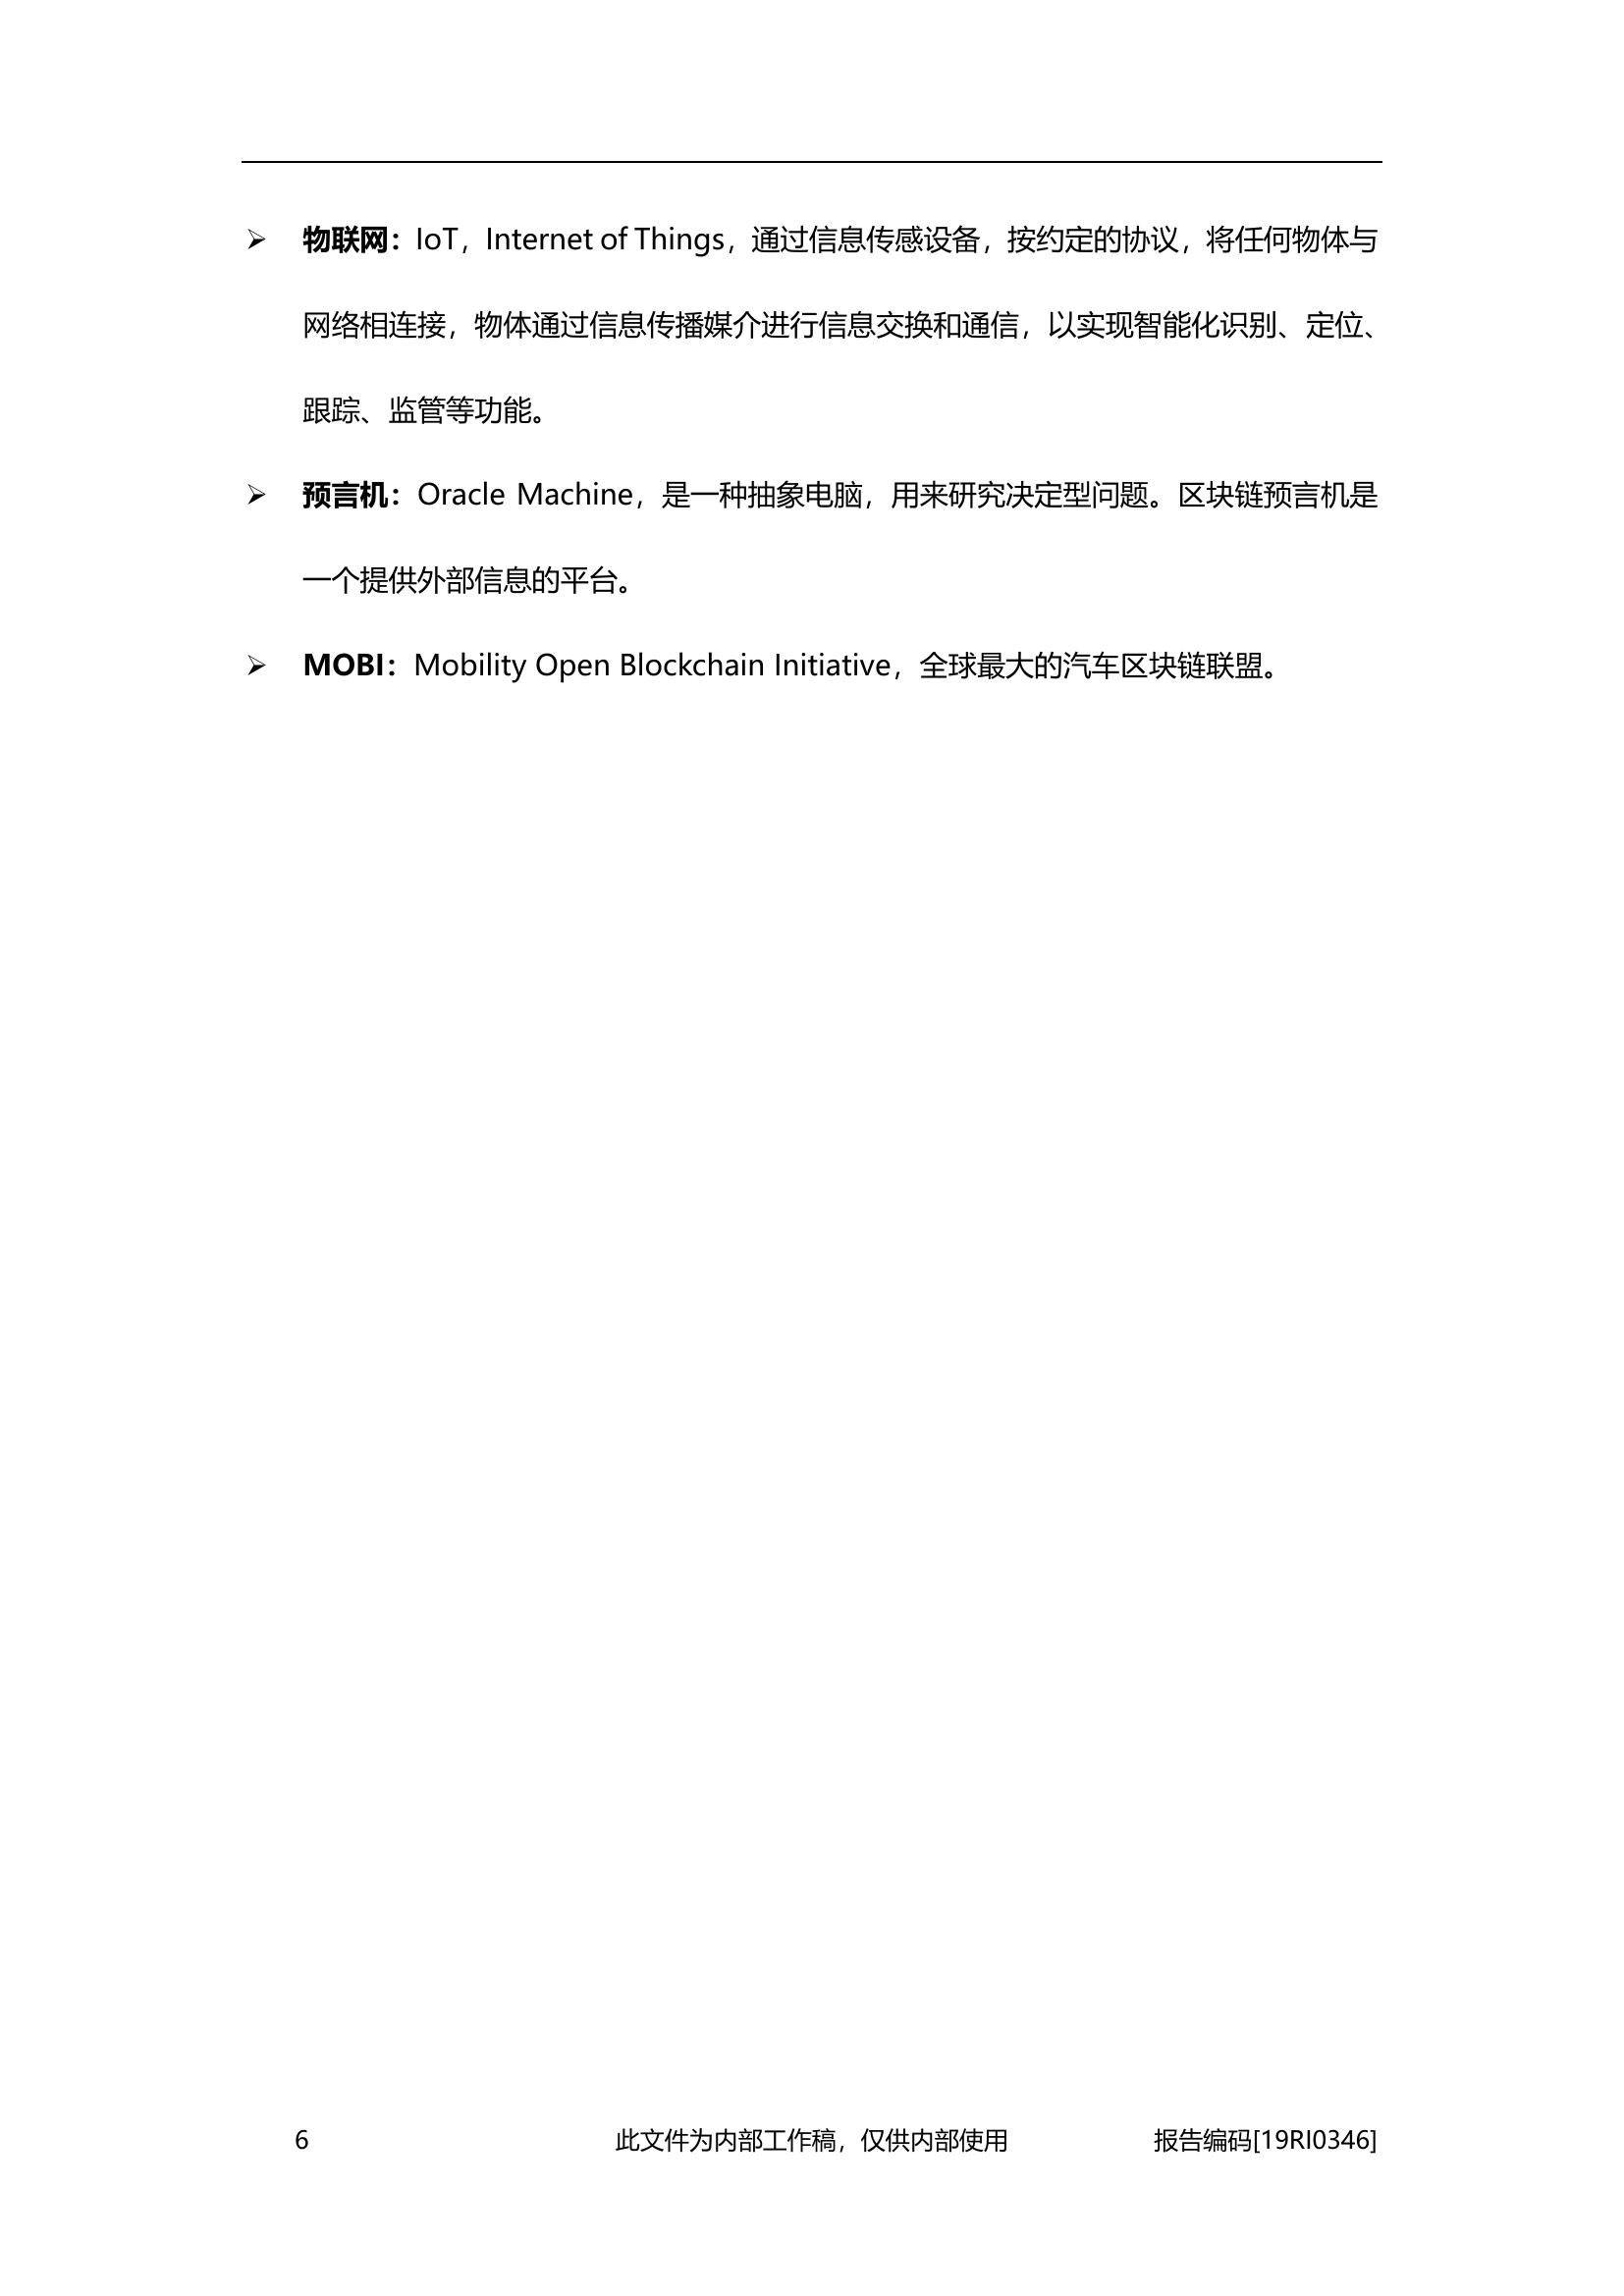 ➢ 物联网：IoT，Internet of Things，通过信息传感设备，按约定的协议，将任何物体与
网络相连接，物体通过信息传播媒介进行信息交换和通信，以实现智能化识别、定位、
跟踪、监管等功能。
➢ 预言机：Oracle Machine，是一种抽象电脑，用来研究决定型问题。区块链预言机是
一个提供外部信息的平台。
➢ MOBI：Mobility Open Blockchain Initiative，全球最大的汽车区块链联盟。
6 此文件为内部工作稿，仅供内部使用 报告编码[19RI0346]